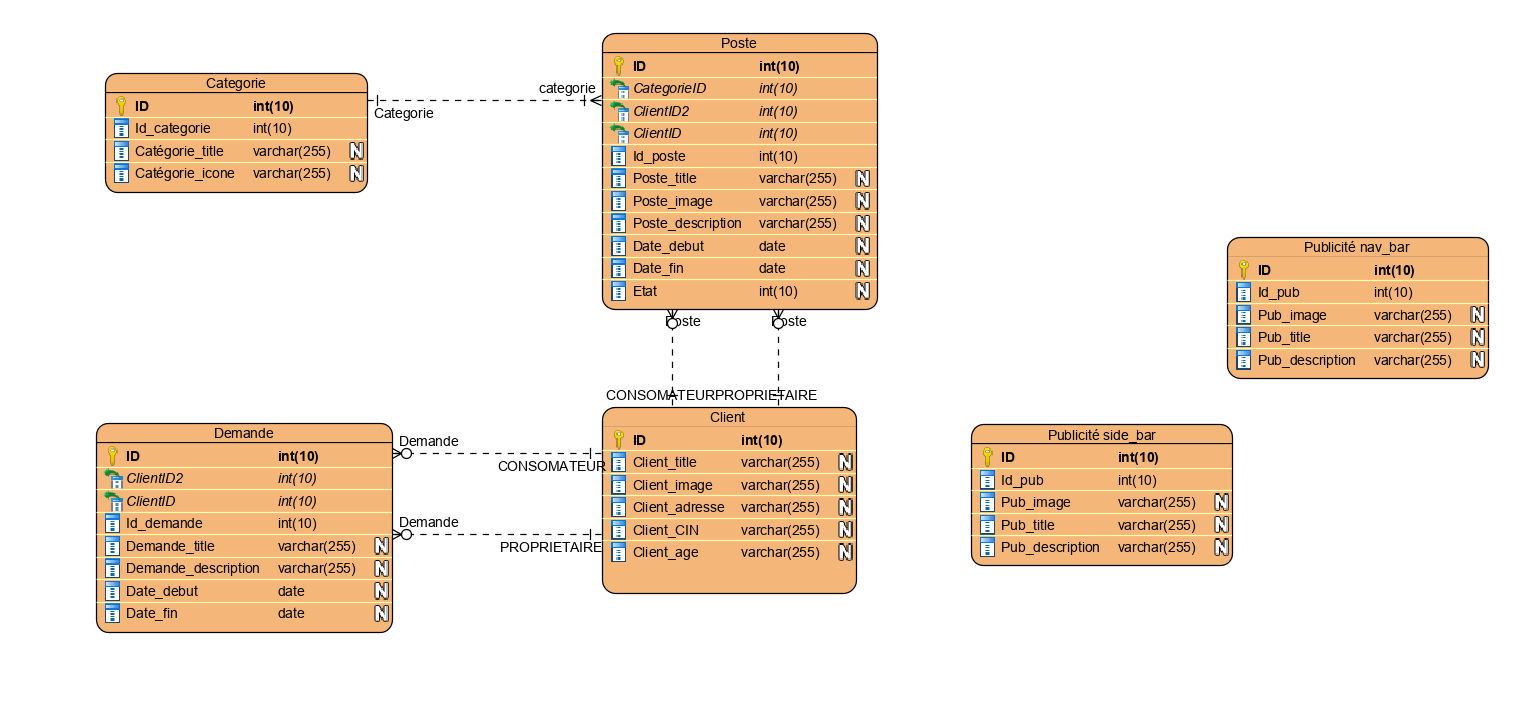 Categorie
ID int(10)
Id_categorie int(10)
Catégorie_title varchar(255) N
Catégorie_icone varchar(255) N
categorie
Categorie
Poste
ID int(10)
CategorieID int(10)
ClientID2 int(10)
ClientID int(10)
Id_poste int(10)
Poste_title varchar(255) N
Poste_image varchar(255) N
Poste_description varchar(255) N
Date_debut date N
Date_fin date N
Etat int(10) N
Poste Poste
CONSOMATEUR PROPRIETAIRE
Publicité nav_bar
ID int(10)
Id_pub int(10)
Pub_image varchar(255) N
Pub_title varchar(255) N
Pub_description varchar(255) N
Demande
ID int(10)
ClientID2 int(10)
ClientID int(10)
Id_demande int(10)
Demande_title varchar(255) N
Demande_description varchar(255) N
Date_debut date N
Date_fin date N
Demande
CONSOMATEUR
Demande
PROPRIETAIRE
Client
ID int(10)
Client_title varchar(255) N
Client_image varchar(255) N
Client_adresse varchar(255) N
Client_CIN varchar(255) N
Client_age varchar(255) N
Publicité side_bar
ID int(10)
Id_pub int(10)
Pub_image varchar(255) N
Pub_title varchar(255) N
Pub_description varchar(255) N